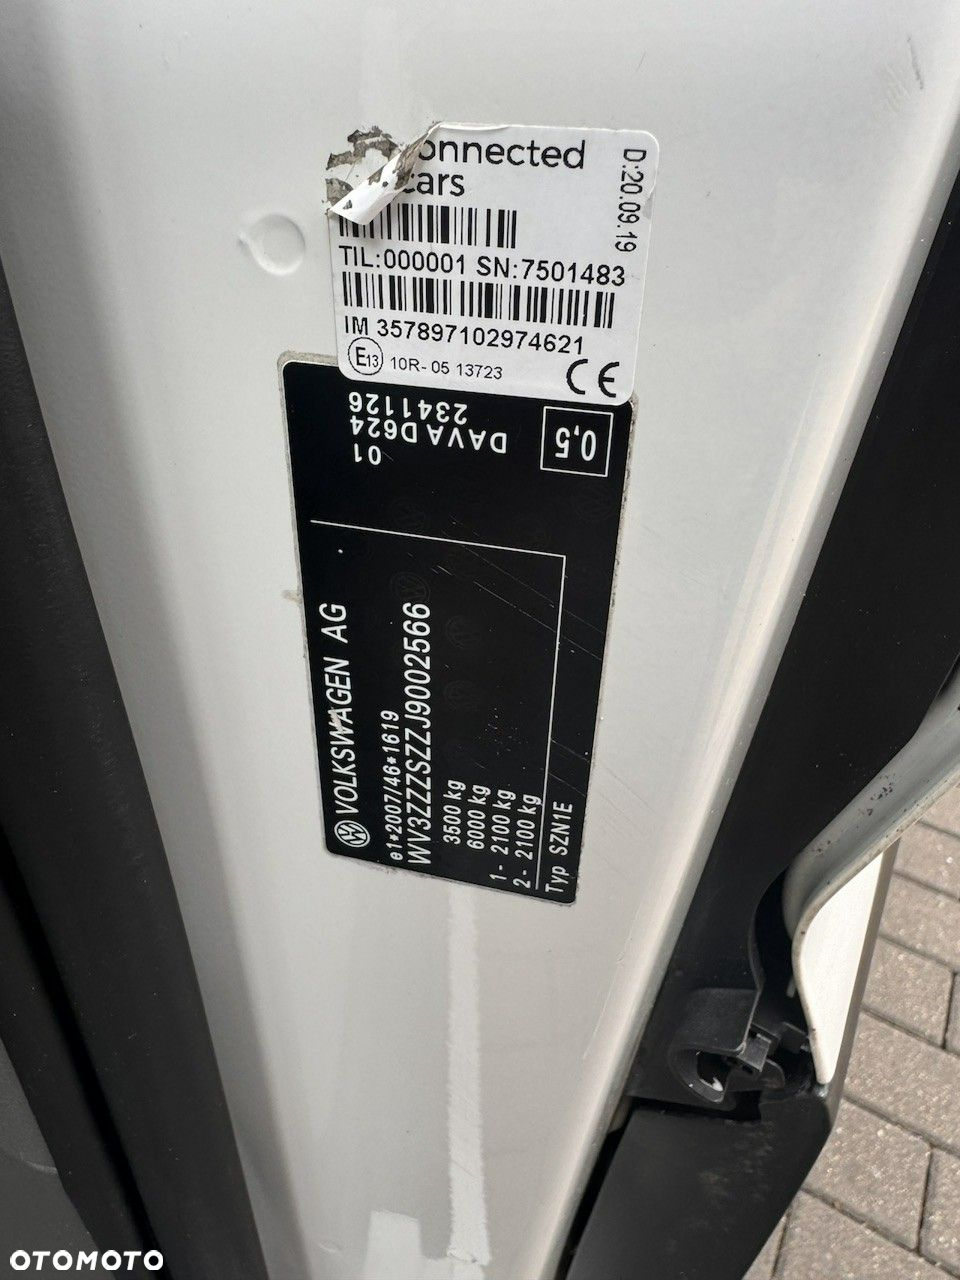 onnected
cars
D:20.09.19
TIL:000001 SN:7501483
IM 357897102974621
E13 10R-05 13723
CE
2341126
DAVA D624
01
0,5
VOLKSWAGEN AG
e1*2007/46*1619
WV3ZZZSZZJ9002566
3500 kg
6000 kg
1- 2100 kg
2- 2100 kg
Typ SZN1E
OTOMOTO